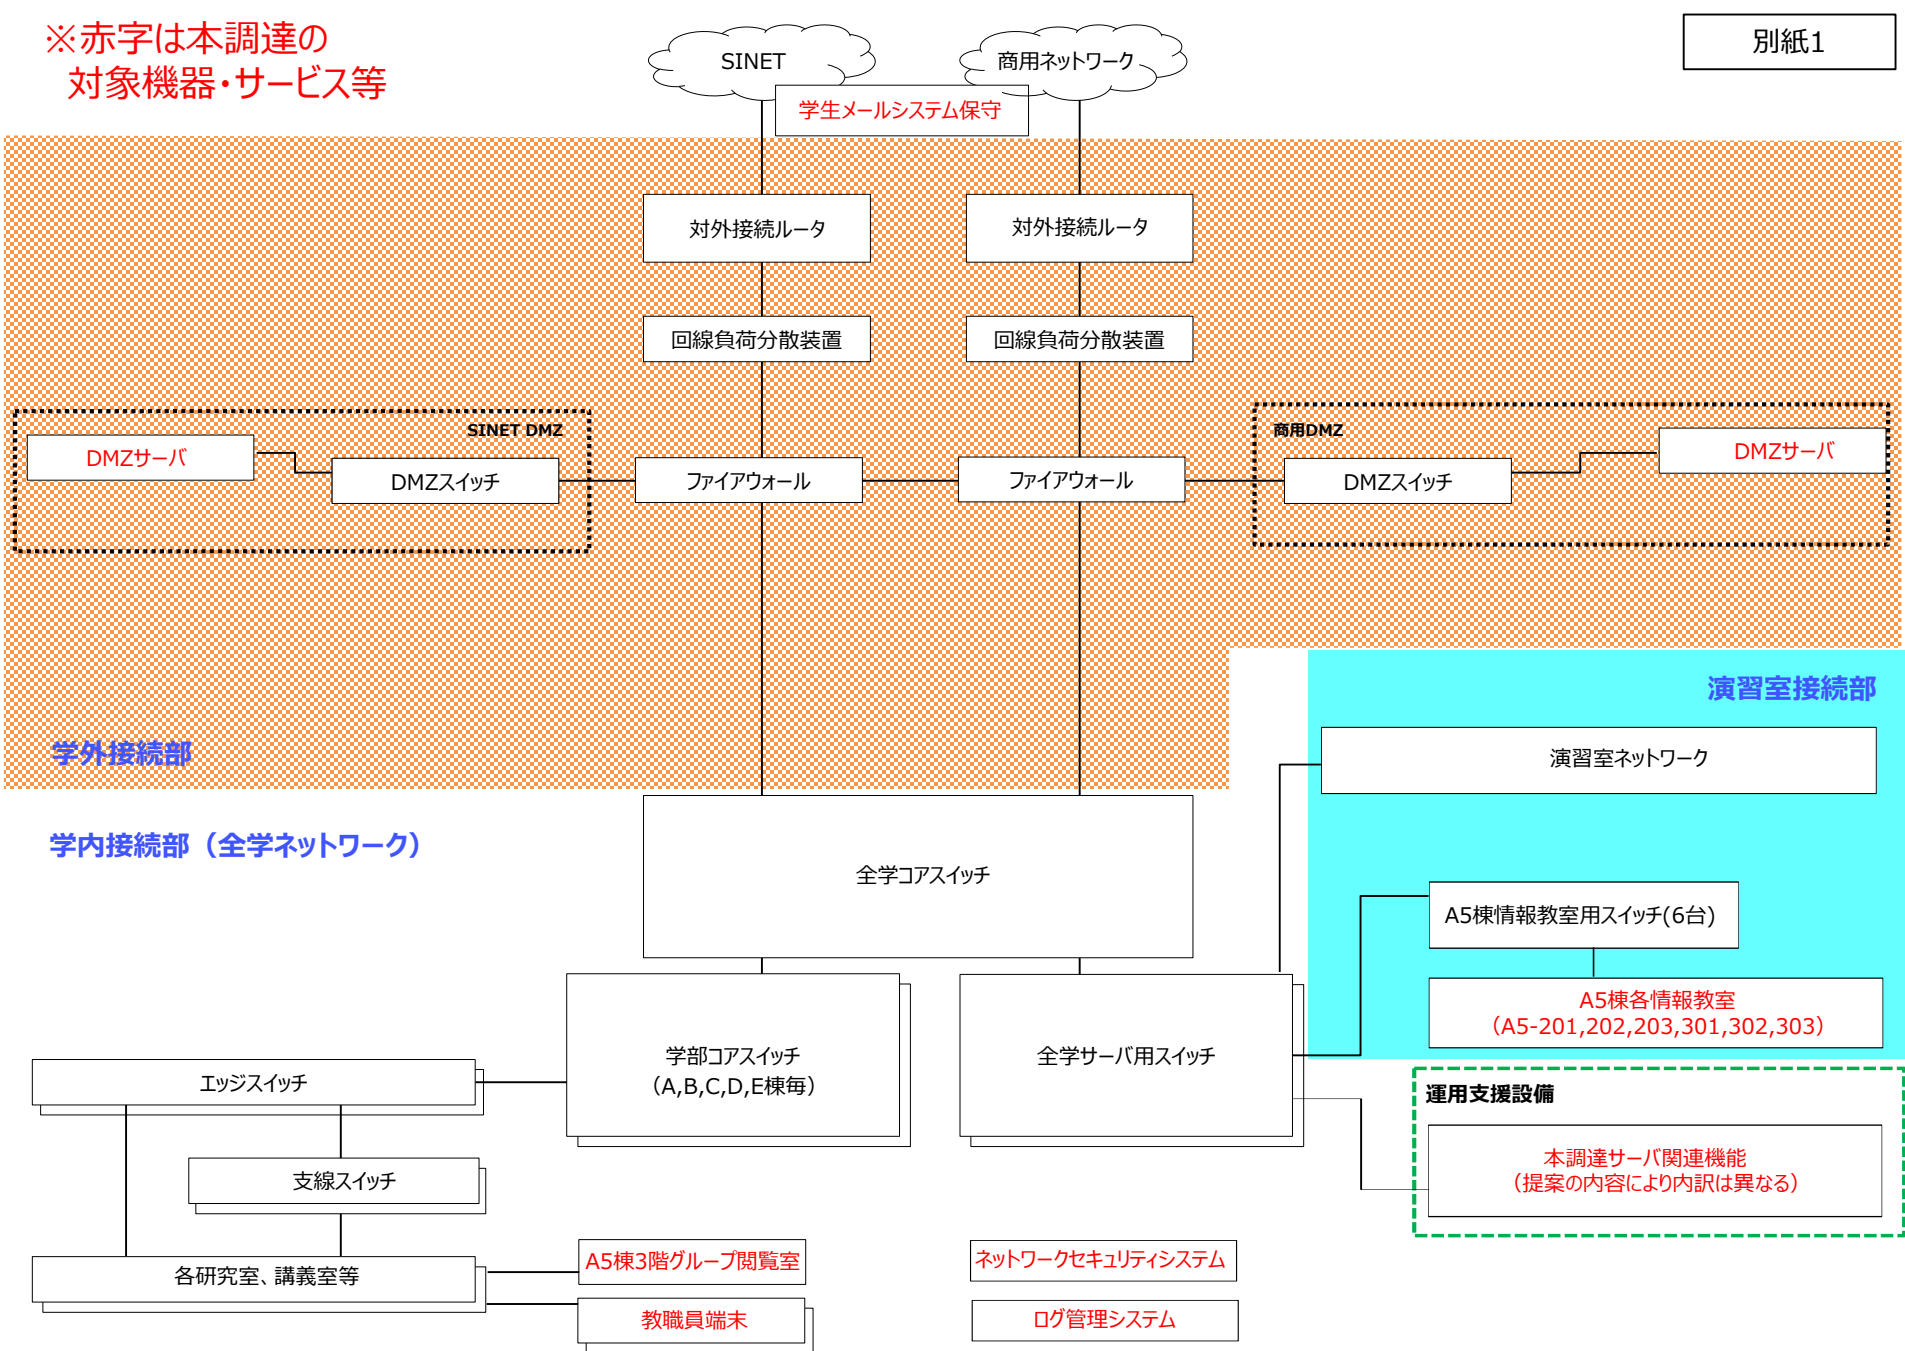 ※赤字は本調達の
対象機器・サービス等
別紙1
SINET
商用ネットワーク
学生メールシステム保守
対外接続ルータ
対外接続ルータ
回線負荷分散装置
回線負荷分散装置
SINET DMZ
商用DMZ
DMZサーバ
DMZスイッチ
ファイアウォール
ファイアウォール
DMZスイッチ
DMZサーバ
演習室接続部
学外接続部
演習室ネットワーク
学内接続部（全学ネットワーク）
全学コアスイッチ
A5棟情報教室用スイッチ(6台)
A5棟各情報教室
（A5-201,202,203,301,302,303）
学部コアスイッチ
（A,B,C,D,E棟毎）
全学サーバ用スイッチ
エッジスイッチ
運用支援設備
本調達サーバ関連機能
（提案の内容により内訳は異なる）
支線スイッチ
各研究室、講義室等
A5棟3階グループ閲覧室
ネットワークセキュリティシステム
教職員端末
ログ管理システム